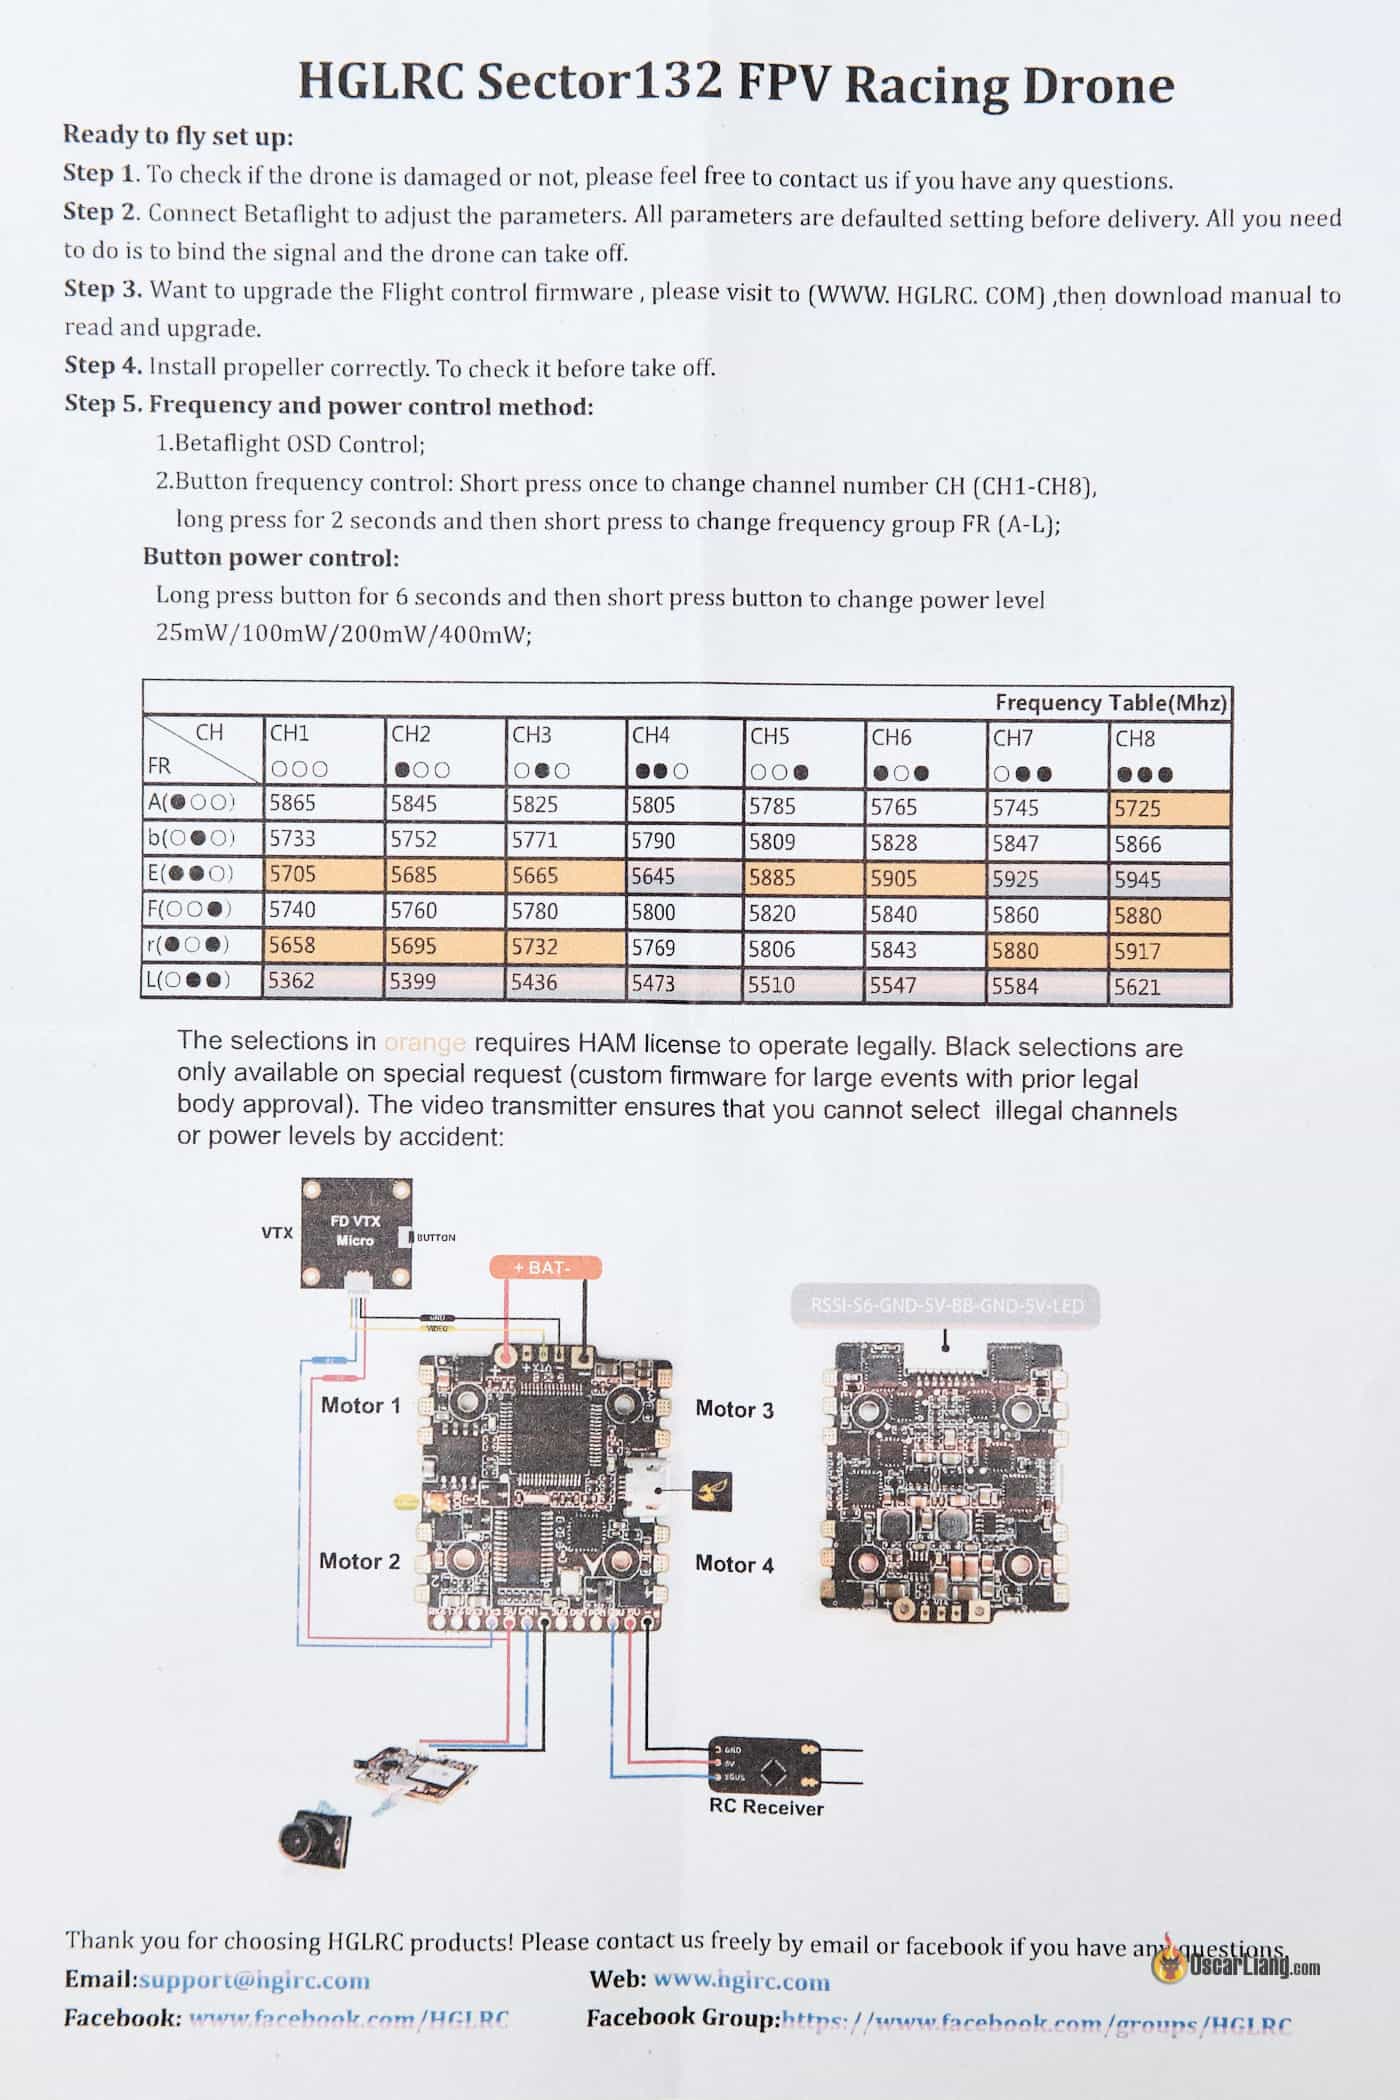 HGLRC Sector132 FPV Racing Drone
Ready to fly set up:
Step 1. To check if the drone is damaged or not, please feel free to contact us if you have any questions.
Step 2. Connect Betaflight to adjust the parameters. All parameters are defaulted setting before delivery. All you need
to do is to bind the signal and the drone can take off.
Step 3. Want to upgrade the Flight control firmware , please visit to (WWW. HGLRC. COM) ,then download manual to
read and upgrade.
Step 4. Install propeller correctly. To check it before take off.
Step 5. Frequency and power control method:
1.Betaflight OSD Control;
2.Button frequency control: Short press once to change channel number CH (CH1-CH8),
long press for 2 seconds and then short press to change frequency group FR (A-L);
Button power control:
Long press button for 6 seconds and then short press button to change power level
25mW/100mW/200mW/400mW;
Frequency Table(Mhz)
CH CH1 CH2 CH3 CH4 CH5 CH6 CH7 CH8
FR ○○○ ●○○ ○●○ ●●○ ○○● ●○● ○●● ●●●
A(●○○) 5865 5845 5825 5805 5785 5765 5745 5725
b(○●○) 5733 5752 5771 5790 5809 5828 5847 5866
E(●●○) 5705 5685 5665 5645 5885 5905 5925 5945
F(○○●) 5740 5760 5780 5800 5820 5840 5860 5880
r(●○●) 5658 5695 5732 5769 5806 5843 5880 5917
L(○●●) 5362 5399 5436 5473 5510 5547 5584 5621
The selections in orange requires HAM license to operate legally. Black selections are
only available on special request (custom firmware for large events with prior legal
body approval). The video transmitter ensures that you cannot select illegal channels
or power levels by accident:
VTX
FD VTX
Micro
BUTTON
+ BAT-
GND
VIDEO
RSSI-S6-GND-5V-BB-GND-5V-LED
Motor 1
Motor 3
Motor 2
Motor 4
GND
5V
RC Receiver
Thank you for choosing HGLRC products! Please contact us freely by email or facebook if you have any questions.
OscarLiang.com
Email:support@hgirc.com Web: www.hgirc.com
Facebook: www.facebook.com/HGLRC Facebook Group:https://www.facebook.com/groups/HGLRC